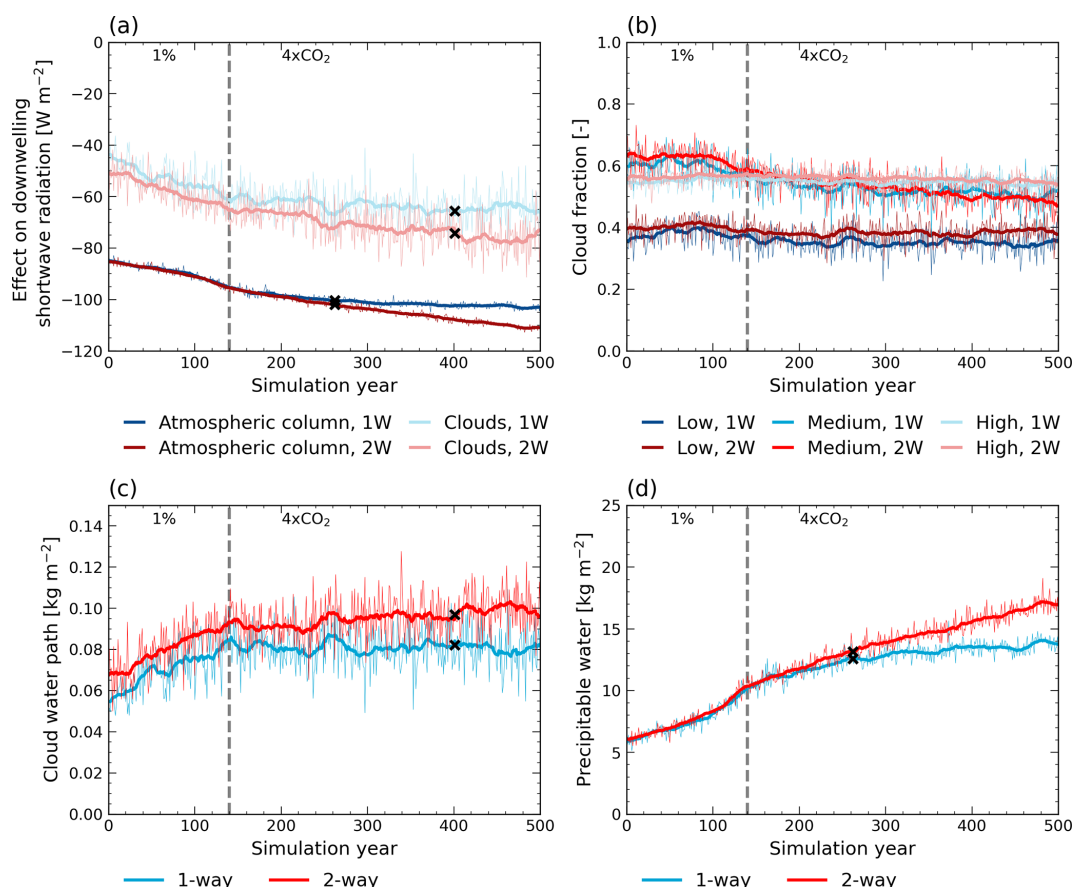 (a)
1%
4xCO₂
0
−20
−40
−60
−80
−100
−120
Effect on downwelling
shortwave radiation [W m⁻²]
0
100
200
300
400
500
Simulation year
Atmospheric column, 1W
Clouds, 1W
Atmospheric column, 2W
Clouds, 2W
(b)
1%
4xCO₂
1.0
0.8
0.6
0.4
0.2
0.0
Cloud fraction [-]
0
100
200
300
400
500
Simulation year
Low, 1W
Medium, 1W
High, 1W
Low, 2W
Medium, 2W
High, 2W
(c)
1%
4xCO₂
0.14
0.12
0.10
0.08
0.06
0.04
0.02
0.00
Cloud water path [kg m⁻²]
0
100
200
300
400
500
Simulation year
1-way
2-way
(d)
1%
4xCO₂
25
20
15
10
5
0
Precipitable water [kg m⁻²]
0
100
200
300
400
500
Simulation year
1-way
2-way